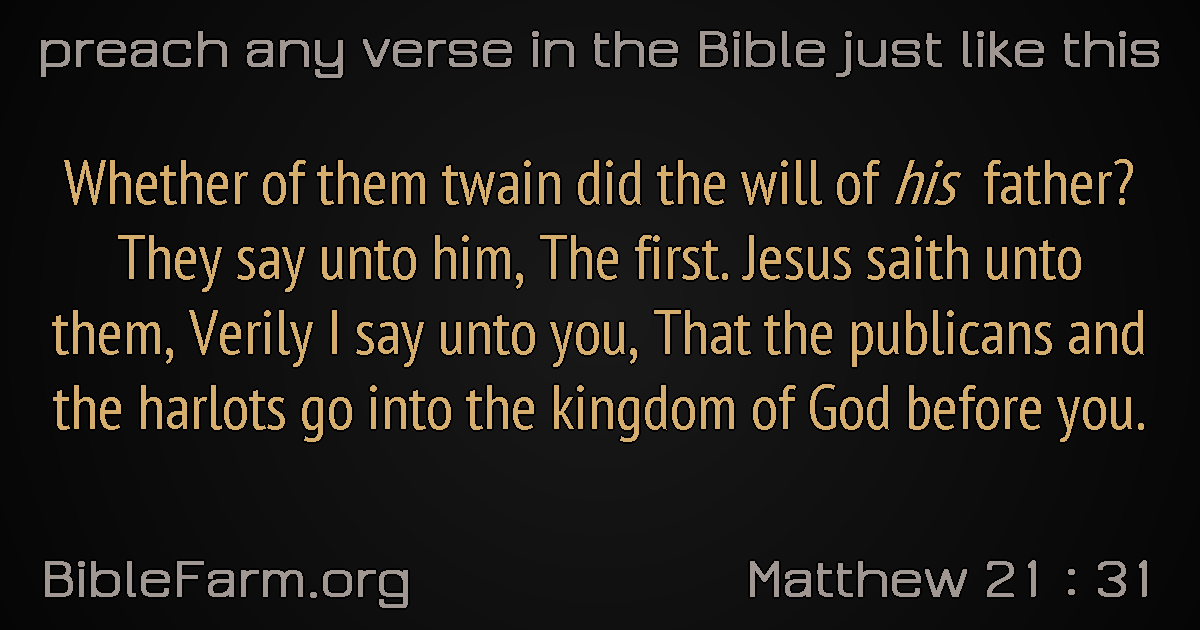 preach any verse in the Bible just like this
Whether of them twain did the will of his father?
They say unto him, The first. Jesus saith unto
them, Verily I say unto you, That the publicans and
the harlots go into the kingdom of God before you.
BibleFarm.org
Matthew 21 : 31